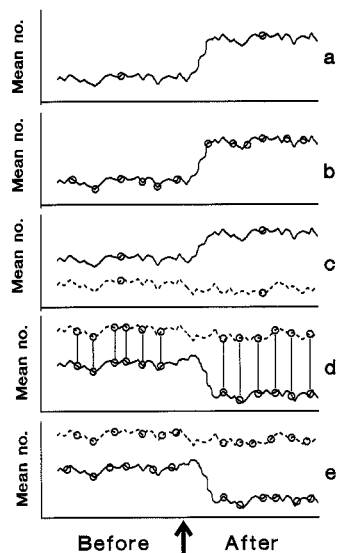 Mean no.
a
Mean no.
b
Mean no.
c
Mean no.
d
Mean no.
e
Before After